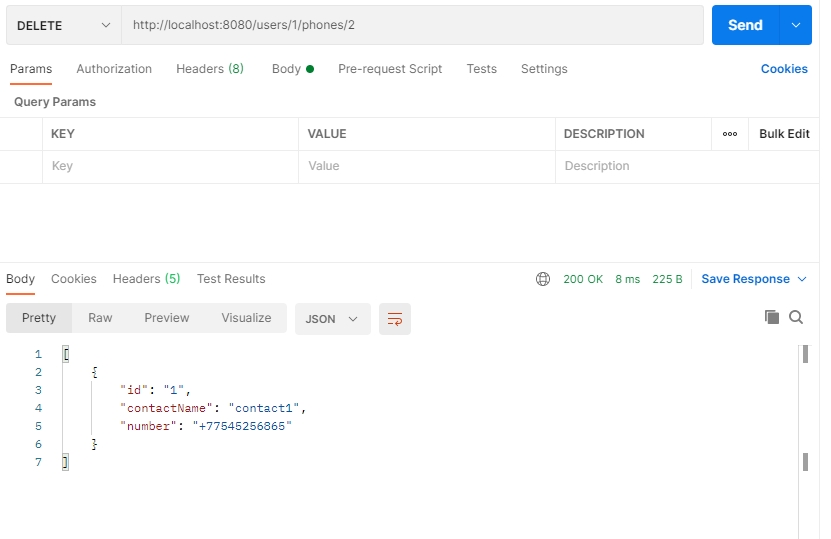 DELETE http://localhost:8080/users/1/phones/2 Send
Params Authorization Headers (8) Body Pre-request Script Tests Settings Cookies
Query Params
KEY VALUE DESCRIPTION ooo Bulk Edit
Key Value Description
Body Cookies Headers (5) Test Results 200 OK 8 ms 225 B Save Response
Pretty Raw Preview Visualize JSON
1 [
2 {
3 "id": "1",
4 "contactName": "contact1",
5 "number": "+77545256865"
6 }
7 ]